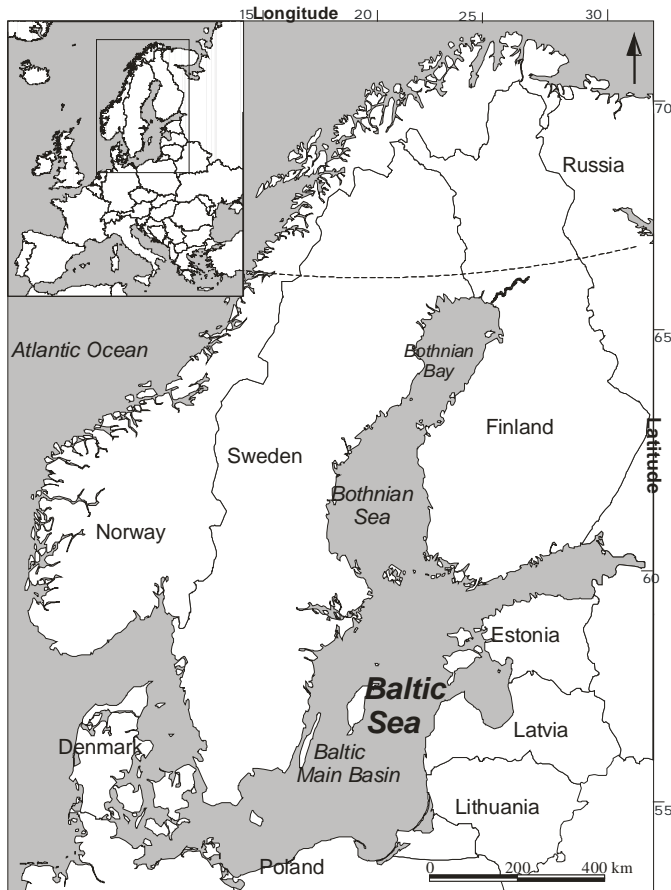 Longitude
15
20
25
30
70
Russia
65
Atlantic Ocean
Bothnian
Bay
Finland
Latitude
Sweden
Bothnian
Sea
Norway
60
Estonia
Baltic
Sea
Latvia
Denmark
Baltic
Main Basin
55
Lithuania
Poland
0 200 400 km